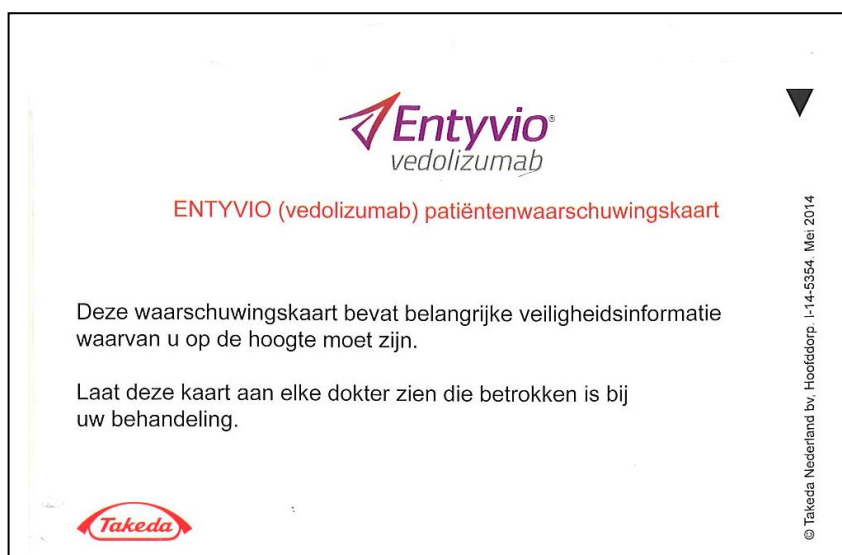 Entyvio®
vedolizumab
ENTYVIO (vedolizumab) patiëntenwaarschuwingskaart
Deze waarschuwingskaart bevat belangrijke veiligheidsinformatie
waarvan u op de hoogte moet zijn.
Laat deze kaart aan elke dokter zien die betrokken is bij
uw behandeling.
Takeda
© Takeda Nederland bv, Hoofddorp. I-14-5354. Mei 2014